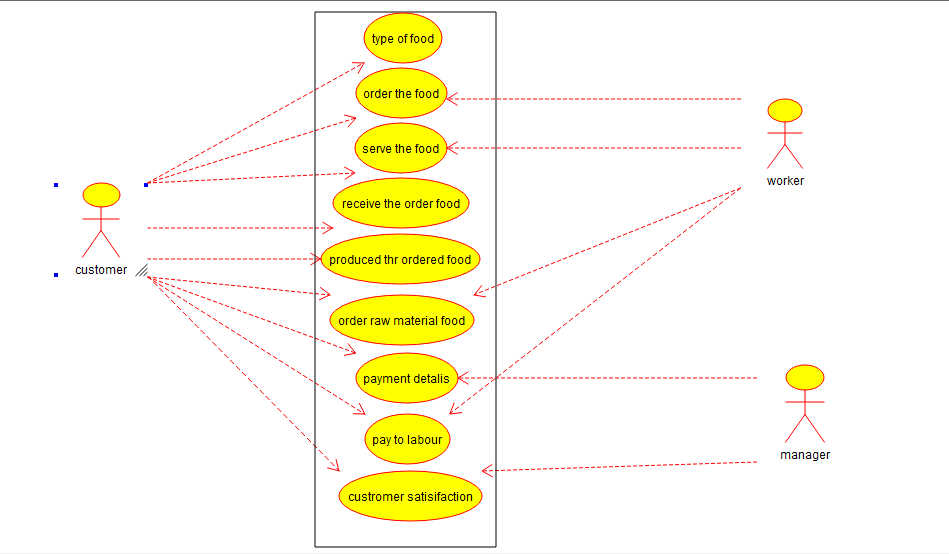 type of food
order the food
serve the food
receive the order food
produced thr ordered food
order raw material food
payment detalis
pay to labour
custromer satisifaction
customer
worker
manager